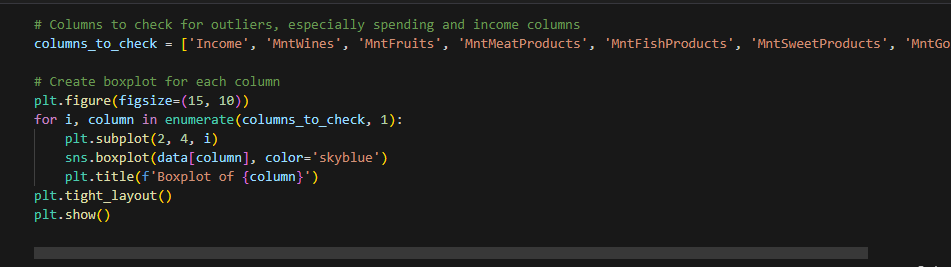 # Columns to check for outliers, especially spending and income columns
columns_to_check = ['Income', 'MntWines', 'MntFruits', 'MntMeatProducts', 'MntFishProducts', 'MntSweetProducts', 'MntGo
# Create boxplot for each column
plt.figure(figsize=(15, 10))
for i, column in enumerate(columns_to_check, 1):
    plt.subplot(2, 4, i)
    sns.boxplot(data[column], color='skyblue')
    plt.title(f'Boxplot of {column}')
plt.tight_layout()
plt.show()